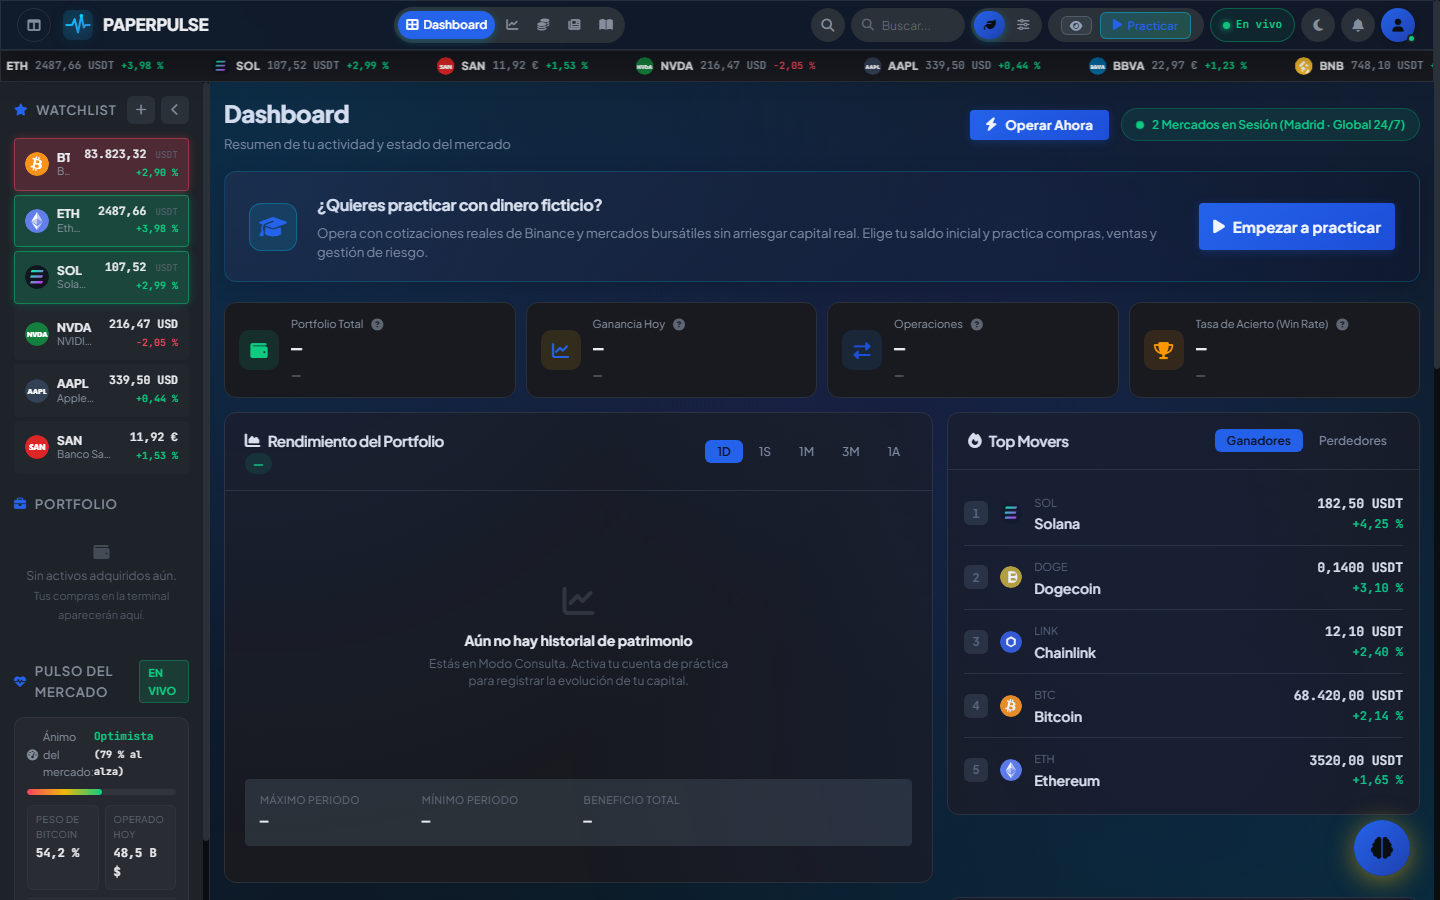 PAPERPULSE
Dashboard
Buscar...
Practicar
En vivo
ETH 2487,66 USDT +3,98 %
SOL 107,52 USDT +2,99 %
SAN 11,92 € +1,53 %
NVDA 216,47 USD -2,05 %
AAPL 339,50 USD +0,44 %
BBVA 22,97 € +1,23 %
BNB 748,10 USDT
WATCHLIST
BT 83.823,32 USDT
B... +2,90 %
ETH 2487,66 USDT
Eth... +3,98 %
SOL 107,52 USDT
Sola... +2,99 %
NVDA 216,47 USD
NVIDI... -2,05 %
AAPL 339,50 USD
Apple... +0,44 %
SAN 11,92 €
Banco Sa... +1,53 %
PORTFOLIO
Sin activos adquiridos aún.
Tus compras en la terminal
aparecerán aquí.
PULSO DEL
MERCADO
EN
VIVO
Ánimo
del
mercado:
Optimista
(79 % al
alza)
PESO DE
BITCOIN
54,2 %
OPERADO
HOY
48,5 B
$
Dashboard
Resumen de tu actividad y estado del mercado
Operar Ahora
2 Mercados en Sesión (Madrid · Global 24/7)
¿Quieres practicar con dinero ficticio?
Opera con cotizaciones reales de Binance y mercados bursátiles sin arriesgar capital real. Elige tu saldo inicial y practica compras, ventas y
gestión de riesgo.
Empezar a practicar
Portfolio Total ?
—
—
Ganancia Hoy ?
—
—
Operaciones ?
—
—
Tasa de Acierto (Win Rate) ?
—
—
Rendimiento del Portfolio
—
1D 1S 1M 3M 1A
Aún no hay historial de patrimonio
Estás en Modo Consulta. Activa tu cuenta de práctica
para registrar la evolución de tu capital.
MÁXIMO PERIODO
—
MÍNIMO PERIODO
—
BENEFICIO TOTAL
—
Top Movers
Ganadores Perdedores
1 SOL 182,50 USDT
Solana +4,25 %
2 DOGE 0,1400 USDT
Dogecoin +3,10 %
3 LINK 12,10 USDT
Chainlink +2,40 %
4 BTC 68.420,00 USDT
Bitcoin +2,14 %
5 ETH 3520,00 USDT
Ethereum +1,65 %